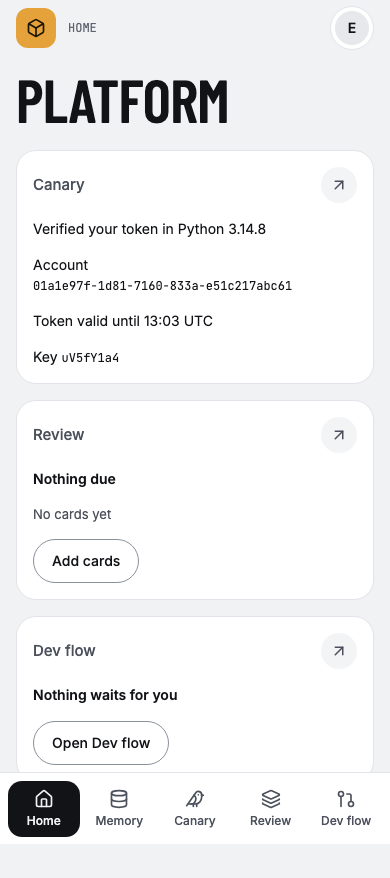 HOME
E
PLATFORM
Canary
Verified your token in Python 3.14.8
Account
01a1e97f-1d81-7160-833a-e51c217abc61
Token valid until 13:03 UTC
Key uV5fY1a4
Review
Nothing due
No cards yet
Add cards
Dev flow
Nothing waits for you
Open Dev flow
Home Memory Canary Review Dev flow